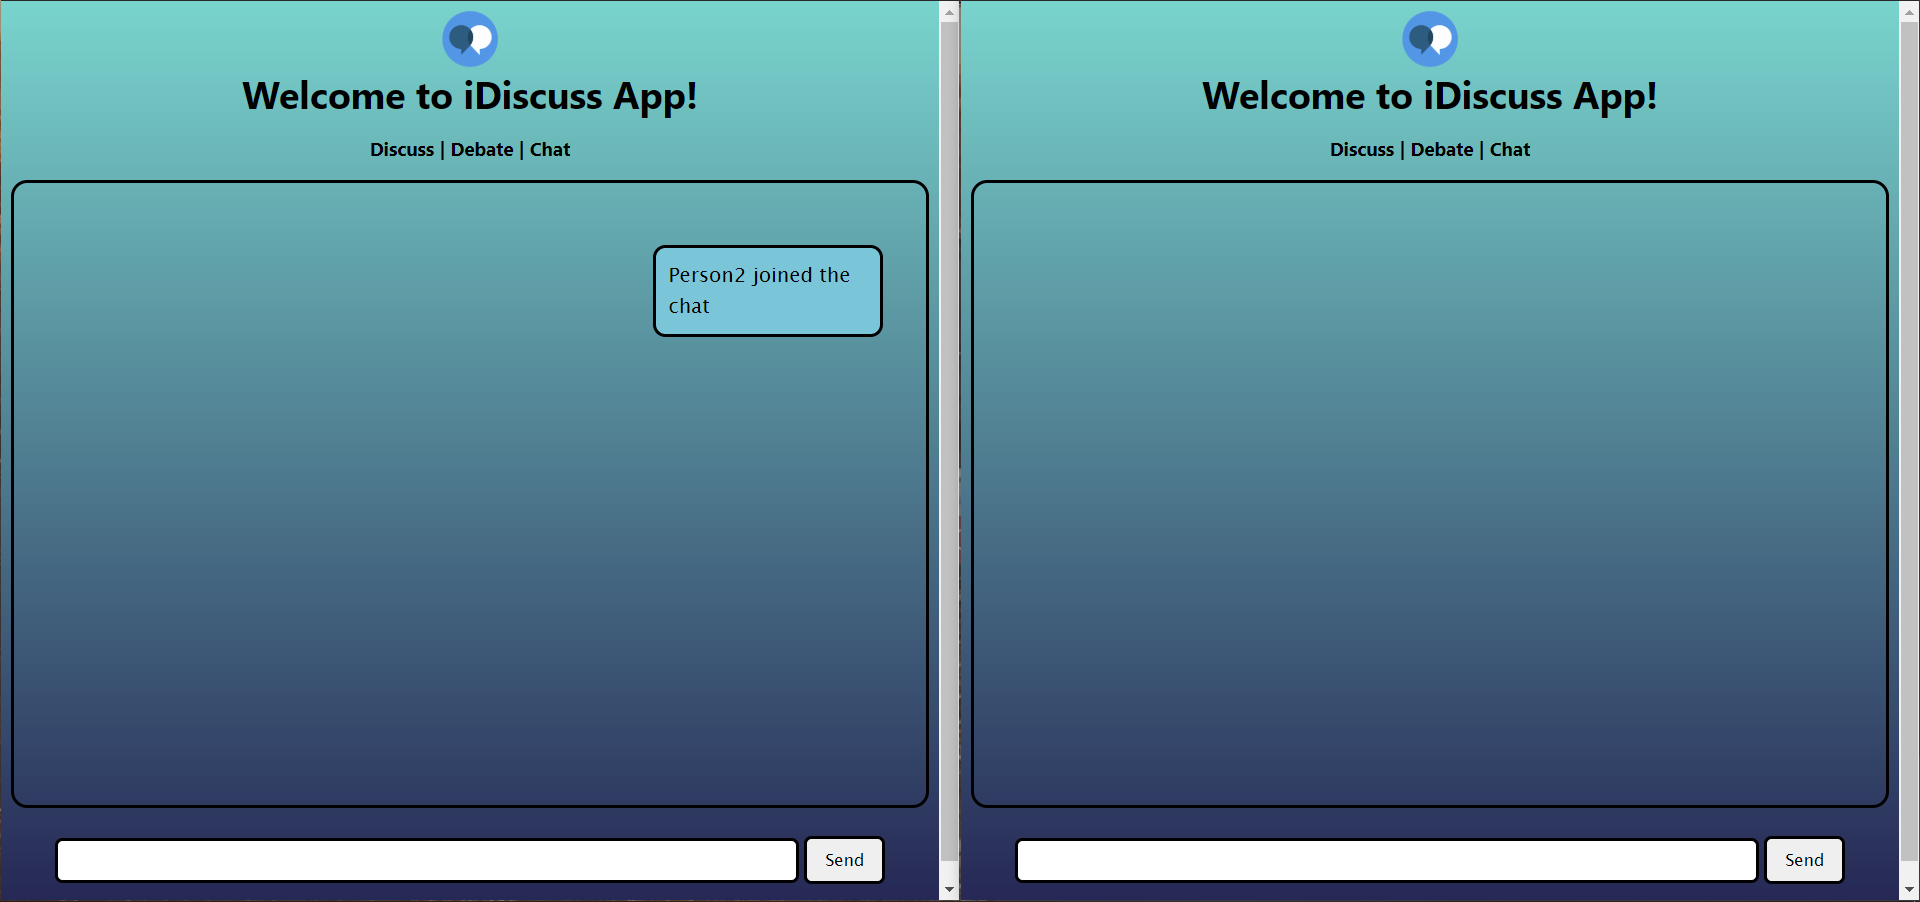 Welcome to iDiscuss App!
Discuss | Debate | Chat
Person2 joined the
chat
Send
Welcome to iDiscuss App!
Discuss | Debate | Chat
Send